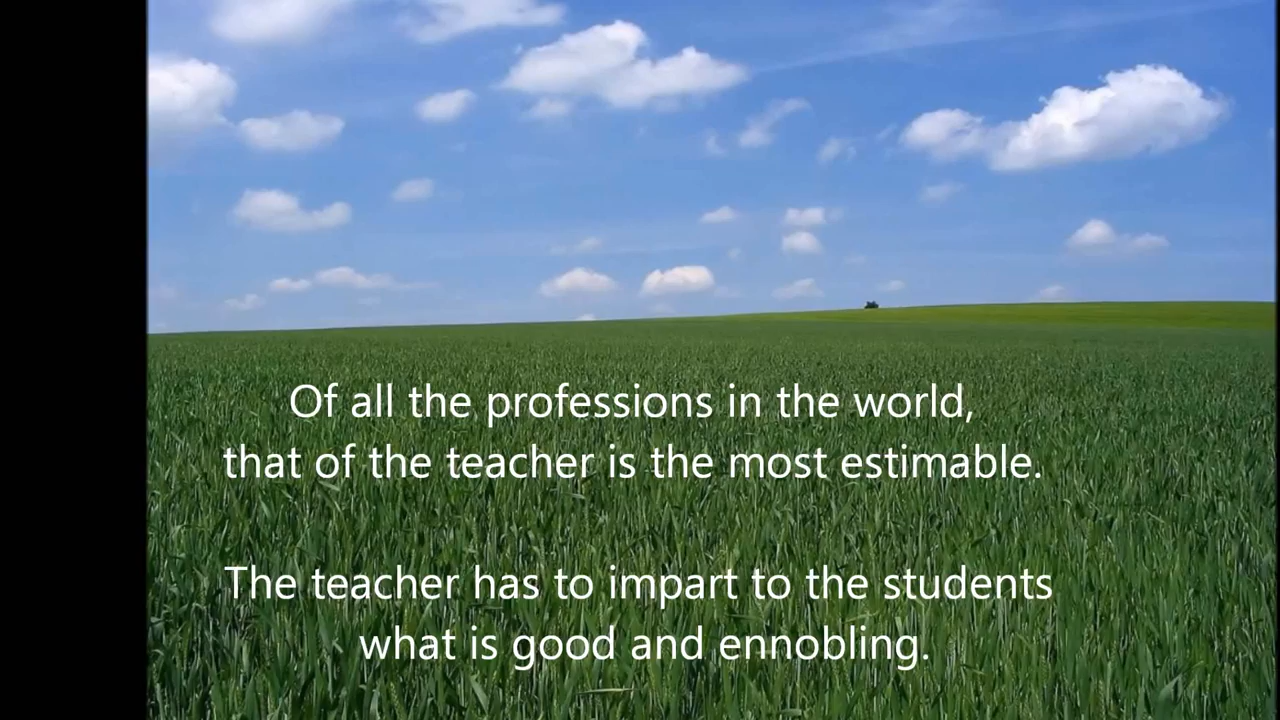 Of all the professions in the world,
that of the teacher is the most estimable.
The teacher has to impart to the students
what is good and ennobling.